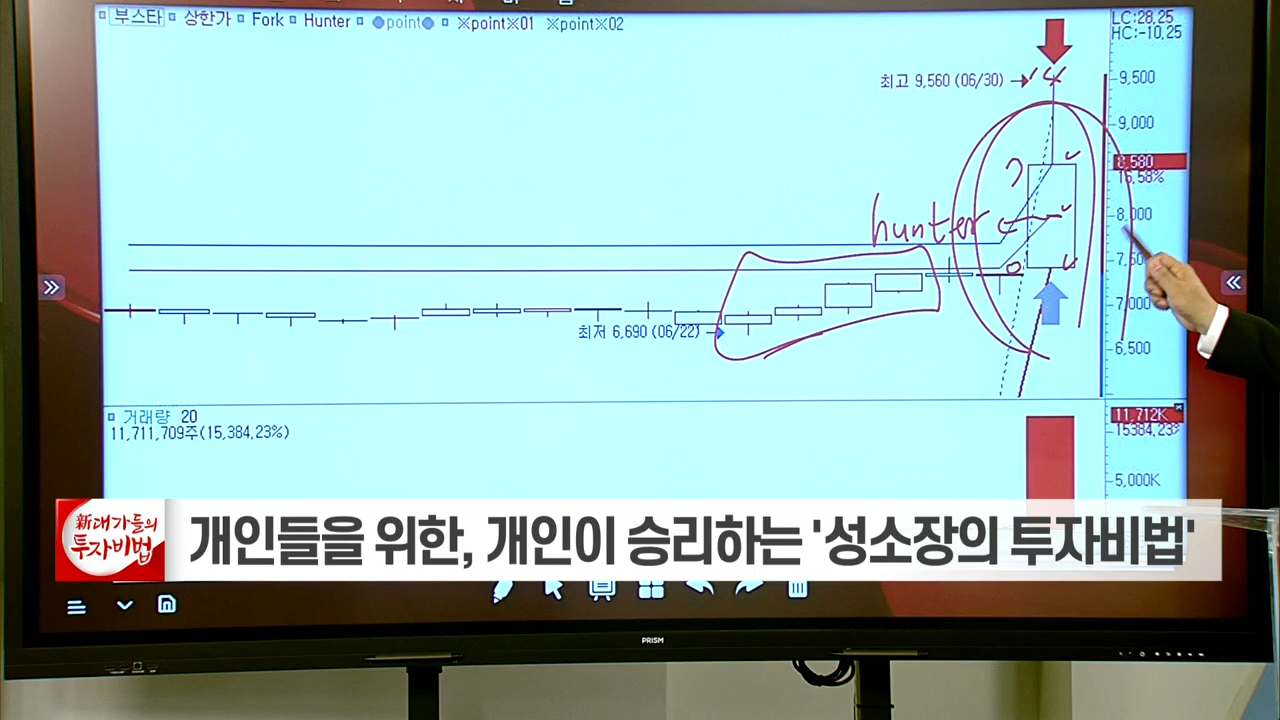 부스타 상한가 Fork Hunter point ※point※01 ※point※02
LC:28,25
HC:-10,25
최고 9,560 (06/30)
9,500
9,000
8,580
16,58%
8,000
hunter
7,500
7,000
최저 6,690 (06/22)
6,500
거래량 20
11,711,709주(15,384,23%)
11,712K
15384,23%
5,000K
新대가들의
투자비법
개인들을 위한, 개인이 승리하는 '성소장의 투자비법'
PRISM